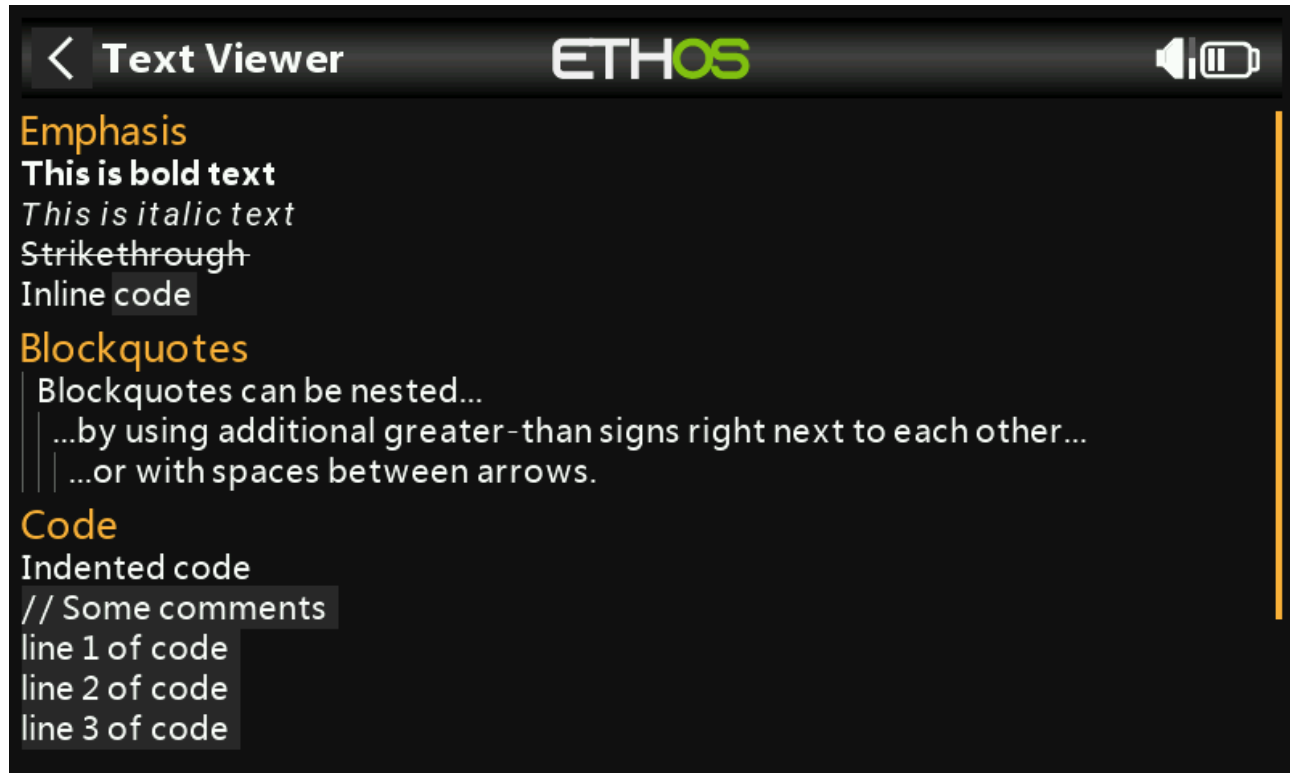 Text Viewer
ETHOS
Emphasis
This is bold text
This is italic text
Strikethrough
Inline code
Blockquotes
Blockquotes can be nested...
...by using additional greater-than signs right next to each other...
...or with spaces between arrows.
Code
Indented code
// Some comments
line 1 of code
line 2 of code
line 3 of code